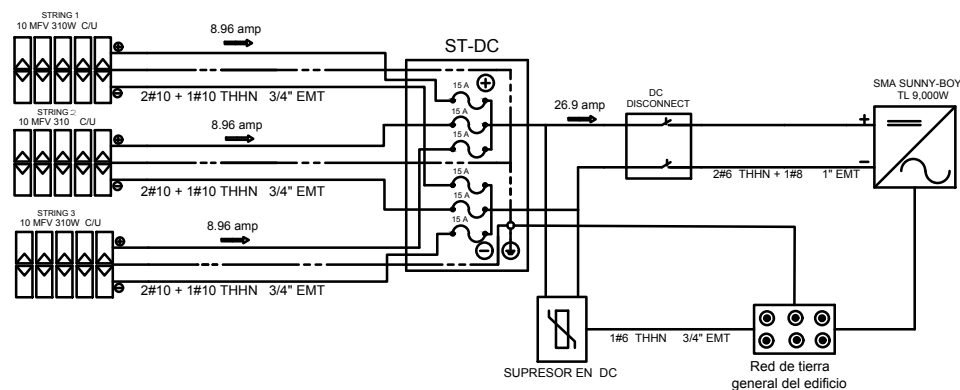 STRING 1
10 MFV 310W C/U
8.96 amp
2#10 + 1#10 THHN 3/4" EMT
STRING 2
10 MFV 310 C/U
8.96 amp
2#10 + 1#10 THHN 3/4" EMT
STRING 3
10 MFV 310W C/U
8.96 amp
2#10 + 1#10 THHN 3/4" EMT
ST-DC
15 A
15 A
15 A
15 A
15 A
15 A
26.9 amp
DC
DISCONNECT
2#6 THHN + 1#8 1" EMT
SMA SUNNY-BOY
TL 9,000W
+
−
SUPRESOR EN DC
1#6 THHN 3/4" EMT
Red de tierra
general del edificio